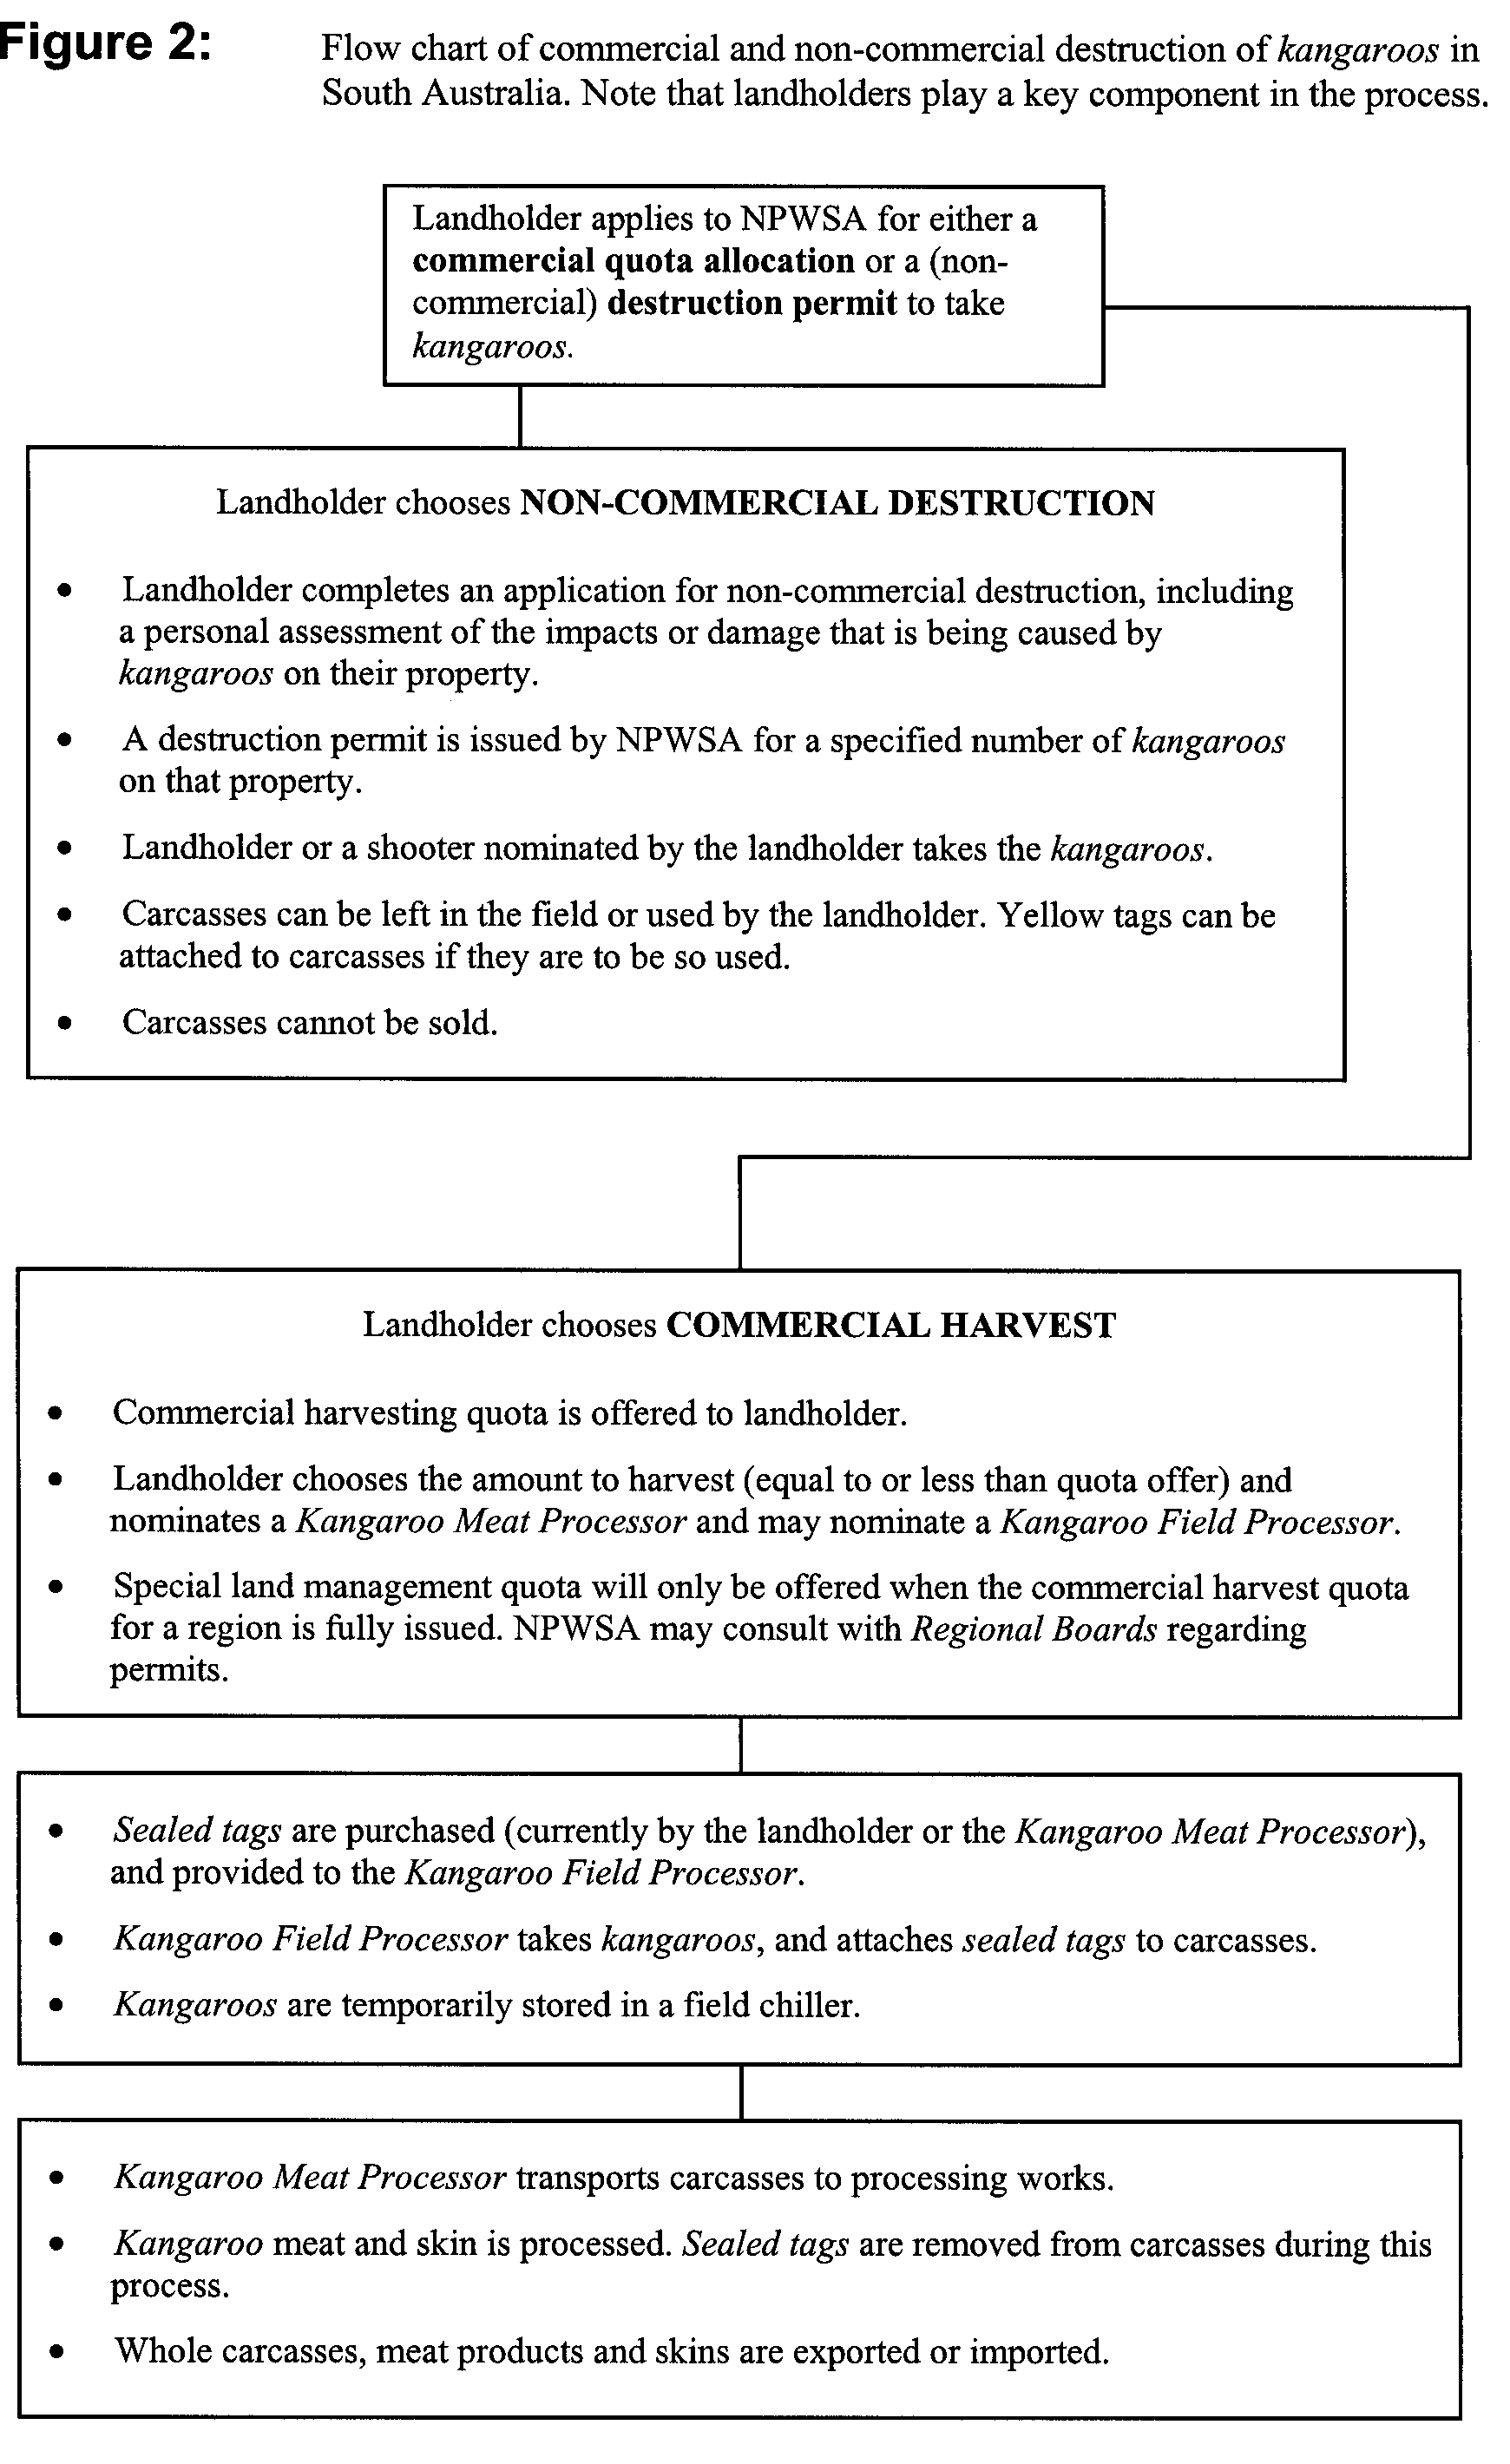 Figure 2:
Flow chart of commercial and non-commercial destruction of kangaroos in
South Australia. Note that landholders play a key component in the process.
Landholder applies to NPWSA for either a
commercial quota allocation or a (non-
commercial) destruction permit to take
kangaroos.
Landholder chooses NON-COMMERCIAL DESTRUCTION
• Landholder completes an application for non-commercial destruction, including
a personal assessment of the impacts or damage that is being caused by
kangaroos on their property.
• A destruction permit is issued by NPWSA for a specified number of kangaroos
on that property.
• Landholder or a shooter nominated by the landholder takes the kangaroos.
• Carcasses can be left in the field or used by the landholder. Yellow tags can be
attached to carcasses if they are to be so used.
• Carcasses cannot be sold.
Landholder chooses COMMERCIAL HARVEST
• Commercial harvesting quota is offered to landholder.
• Landholder chooses the amount to harvest (equal to or less than quota offer) and
nominates a Kangaroo Meat Processor and may nominate a Kangaroo Field Processor.
• Special land management quota will only be offered when the commercial harvest quota
for a region is fully issued. NPWSA may consult with Regional Boards regarding
permits.
• Sealed tags are purchased (currently by the landholder or the Kangaroo Meat Processor),
and provided to the Kangaroo Field Processor.
• Kangaroo Field Processor takes kangaroos, and attaches sealed tags to carcasses.
• Kangaroos are temporarily stored in a field chiller.
• Kangaroo Meat Processor transports carcasses to processing works.
• Kangaroo meat and skin is processed. Sealed tags are removed from carcasses during this
process.
• Whole carcasses, meat products and skins are exported or imported.